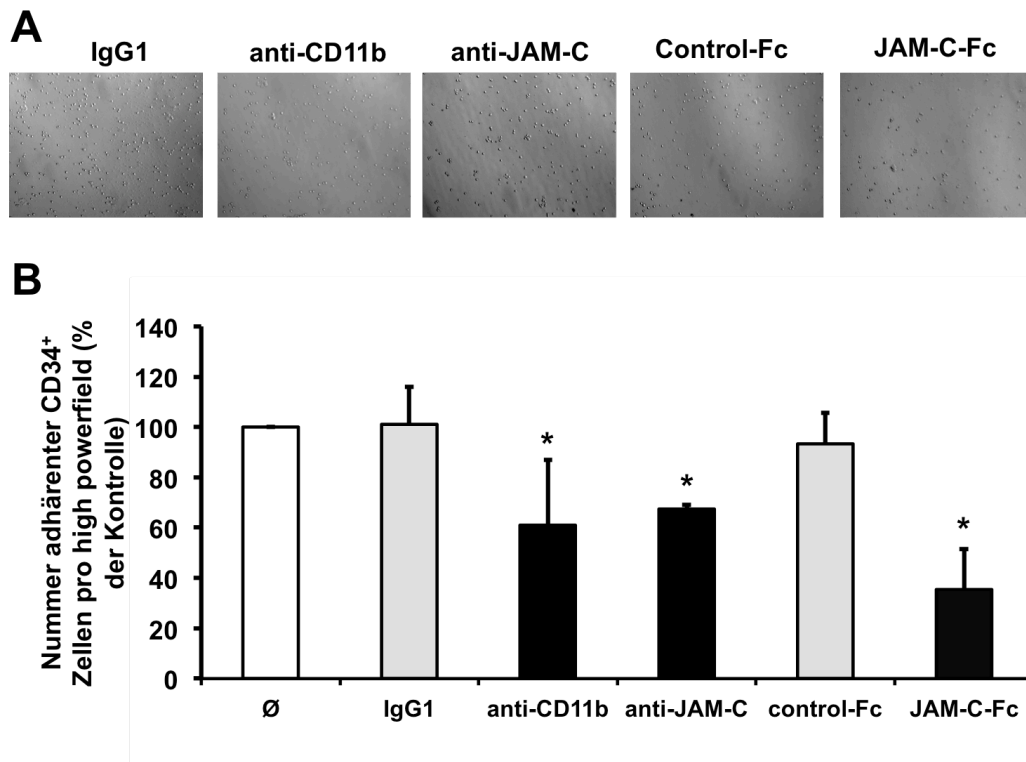 A
IgG1
anti-CD11b
anti-JAM-C
Control-Fc
JAM-C-Fc
B
Nummer adhärenter CD34⁺
Zellen pro high powerfield (%
der Kontrolle)
140
120
100
80
60
40
20
0
*
*
*
Ø
IgG1
anti-CD11b
anti-JAM-C
control-Fc
JAM-C-Fc